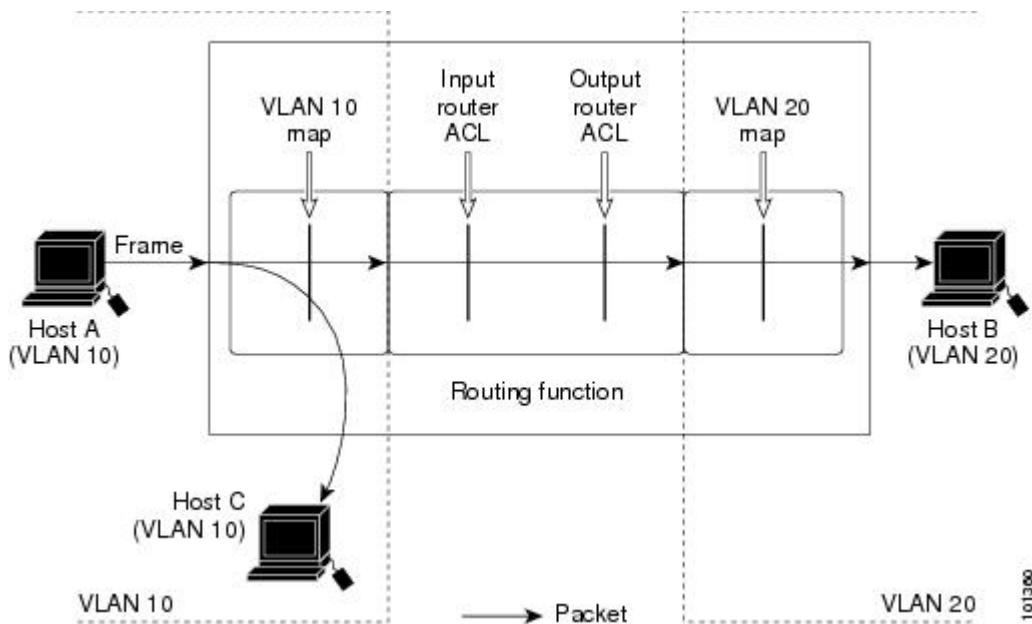 VLAN 10
map
Input
router
ACL
Output
router
ACL
VLAN 20
map
Frame
Host A
(VLAN 10)
Host B
(VLAN 20)
Routing function
Host C
(VLAN 10)
VLAN 10
Packet
VLAN 20
101360